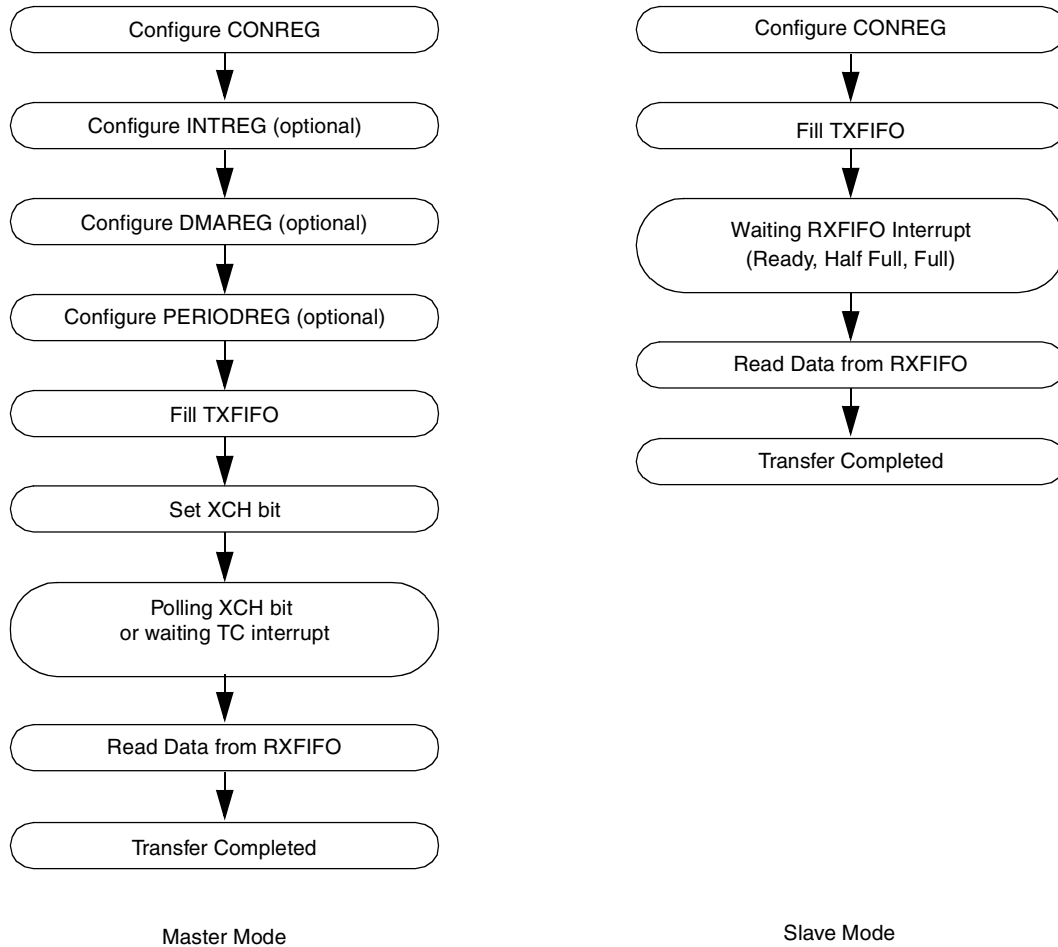 Configure CONREG
Configure INTREG (optional)
Configure DMAREG (optional)
Configure PERIODREG (optional)
Fill TXFIFO
Set XCH bit
Polling XCH bit
or waiting TC interrupt
Read Data from RXFIFO
Transfer Completed
Master Mode
Configure CONREG
Fill TXFIFO
Waiting RXFIFO Interrupt
(Ready, Half Full, Full)
Read Data from RXFIFO
Transfer Completed
Slave Mode